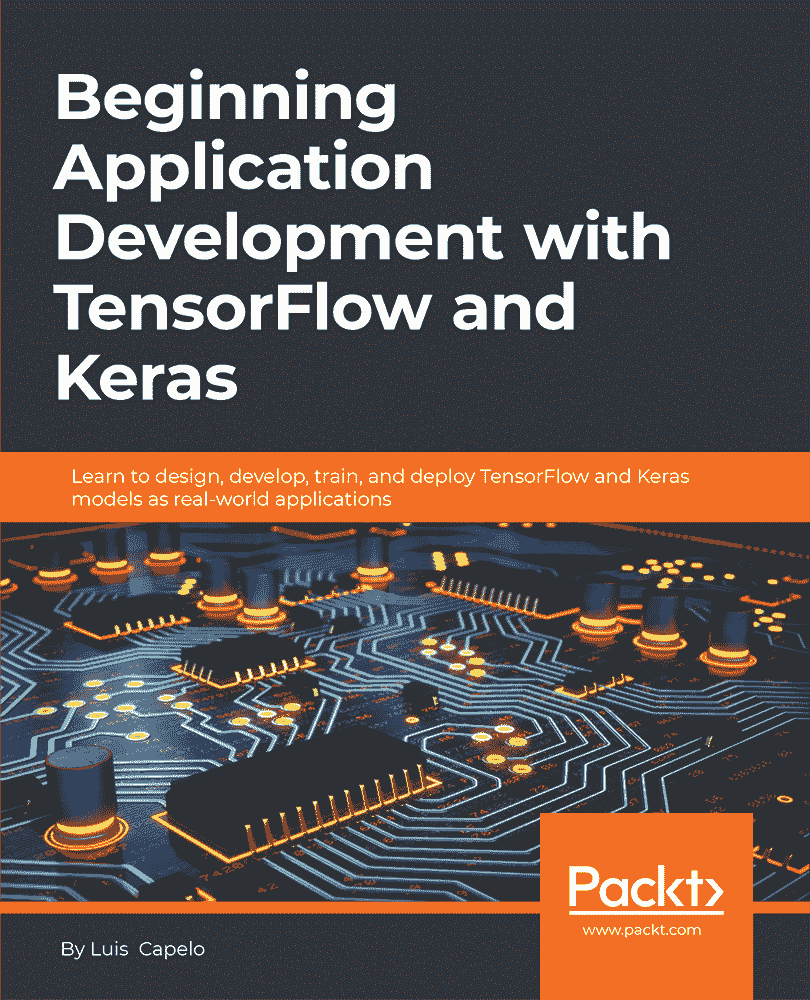 Beginning
Application
Development with
TensorFlow and
Keras
Learn to design, develop, train, and deploy TensorFlow and Keras
models as real-world applications
Packt>
www.packt.com
By Luis Capelo